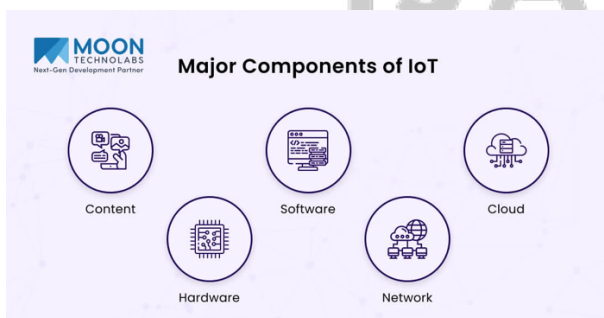 MOON
TECHNOLABS
Next-Gen Development Partner
Major Components of IoT
Content
Software
Cloud
Hardware
Network